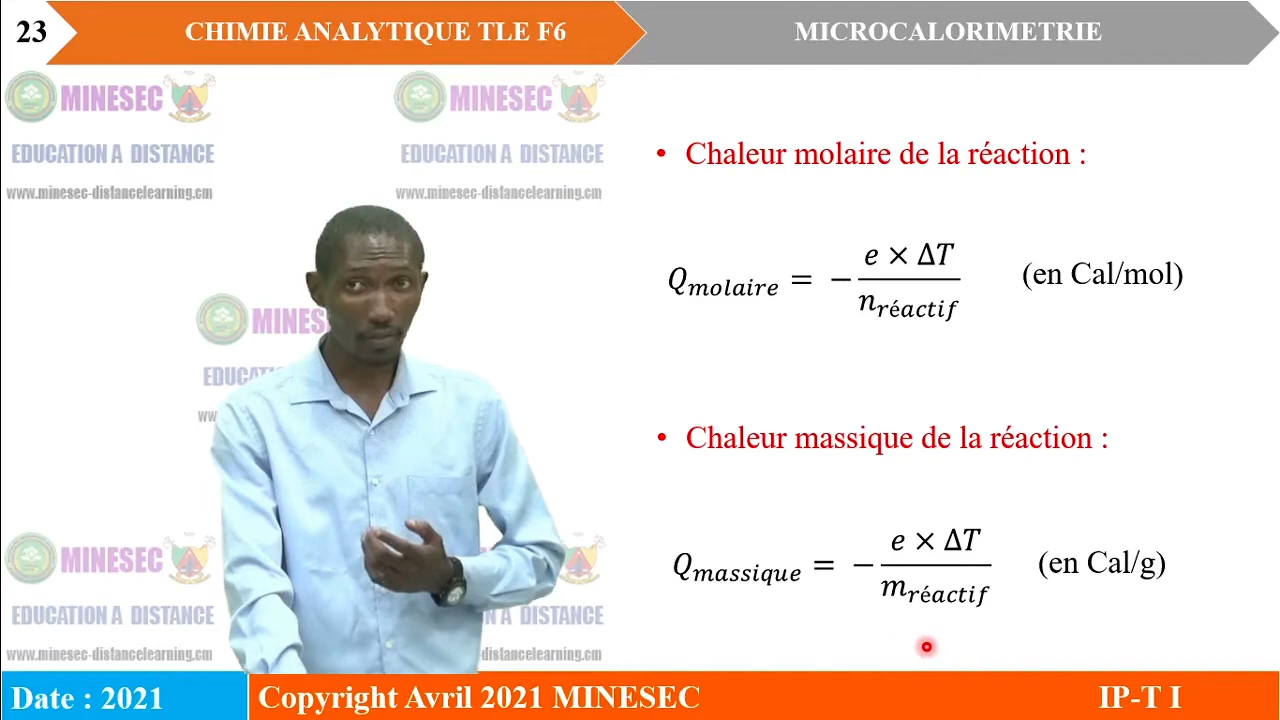 23
CHIMIE ANALYTIQUE TLE F6
MICROCALORIMETRIE
MINESEC
EDUCATION A DISTANCE
www.minesec-distancelearning.cm
MINESEC
EDUCATION A DISTANCE
www.minesec-distancelearning.cm
• Chaleur molaire de la réaction :
Q_molaire = − (e × ΔT) / n_réactif (en Cal/mol)
• Chaleur massique de la réaction :
Q_massique = − (e × ΔT) / m_réactif (en Cal/g)
MINESEC
EDUCATION A DISTANCE
www.minesec-distancelearning.cm
DISTANCE
Date : 2021
Copyright Avril 2021 MINESEC
IP-T I